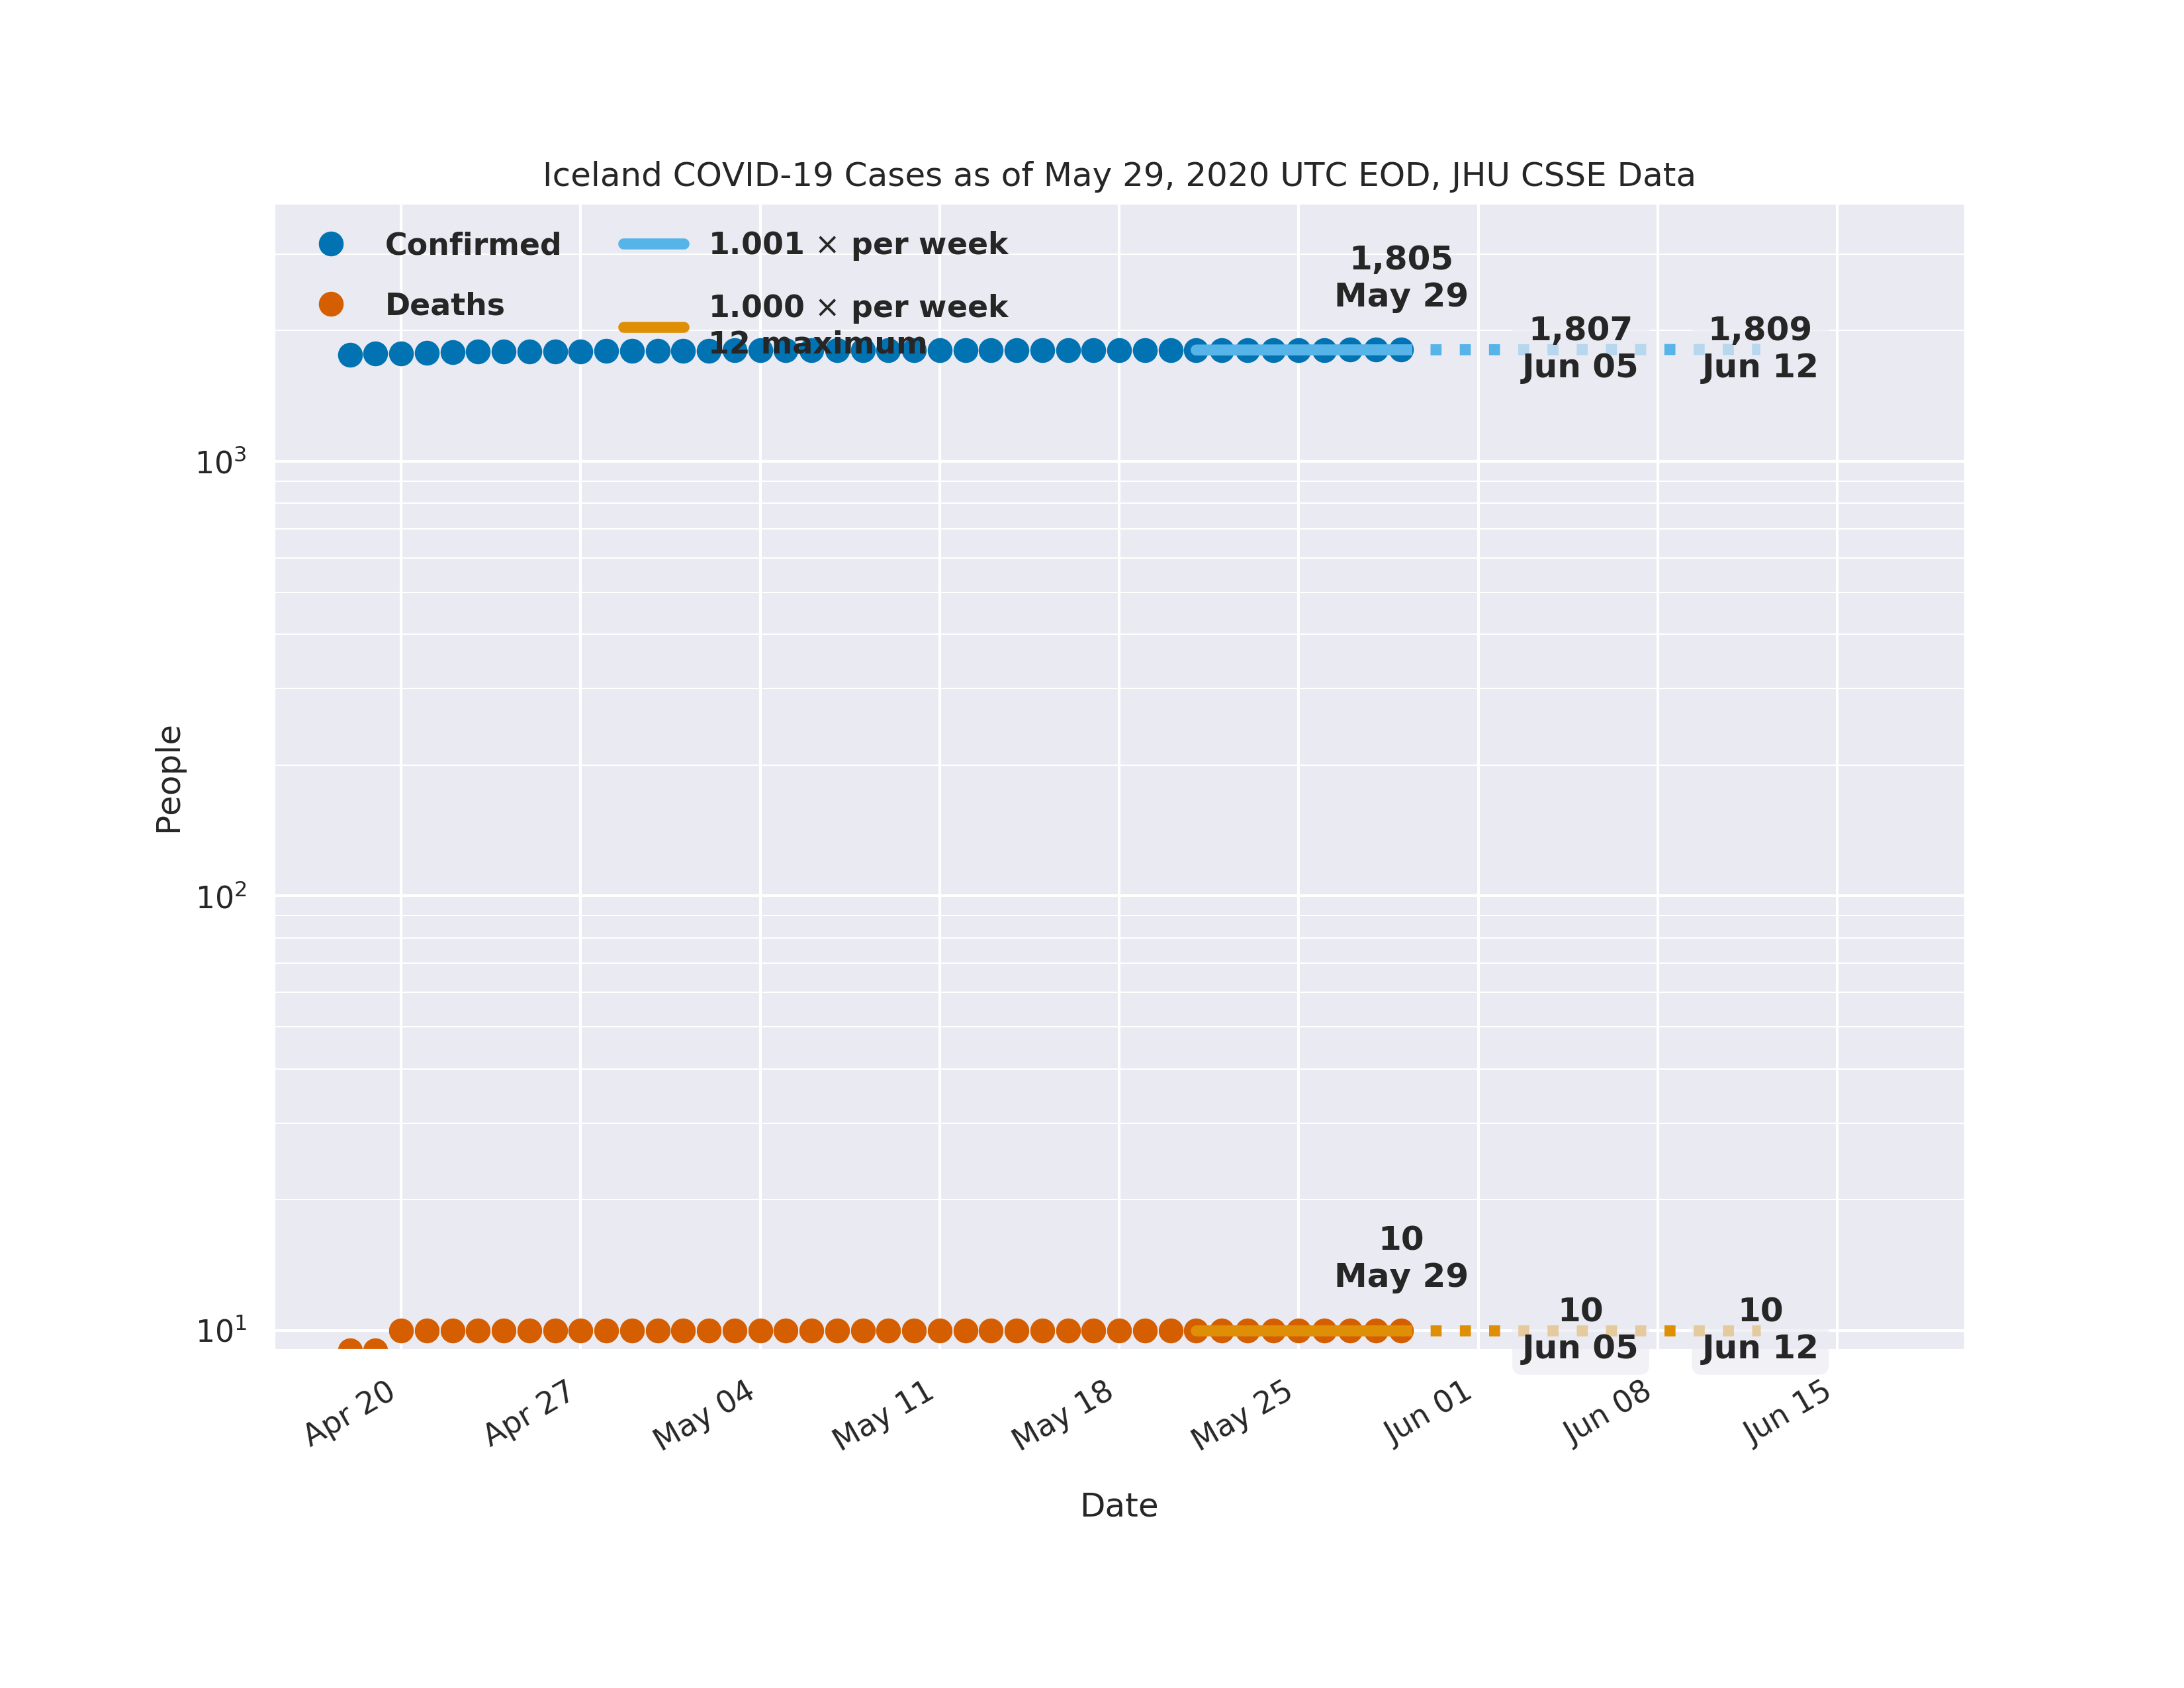 Iceland COVID-19 Cases as of May 29, 2020 UTC EOD, JHU CSSE Data
Confirmed
Deaths
1.001 × per week
1.000 × per week
12 maximum
1,805
May 29
1,807
Jun 05
1,809
Jun 12
10³
10²
10¹
People
10
May 29
10
Jun 05
10
Jun 12
Apr 20
Apr 27
May 04
May 11
May 18
May 25
Jun 01
Jun 08
Jun 15
Date